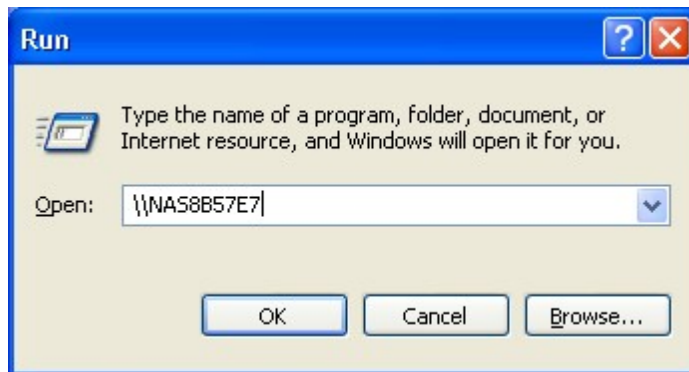 Run
Type the name of a program, folder, document, or
Internet resource, and Windows will open it for you.
Open: \\NAS8B57E7
OK Cancel Browse...